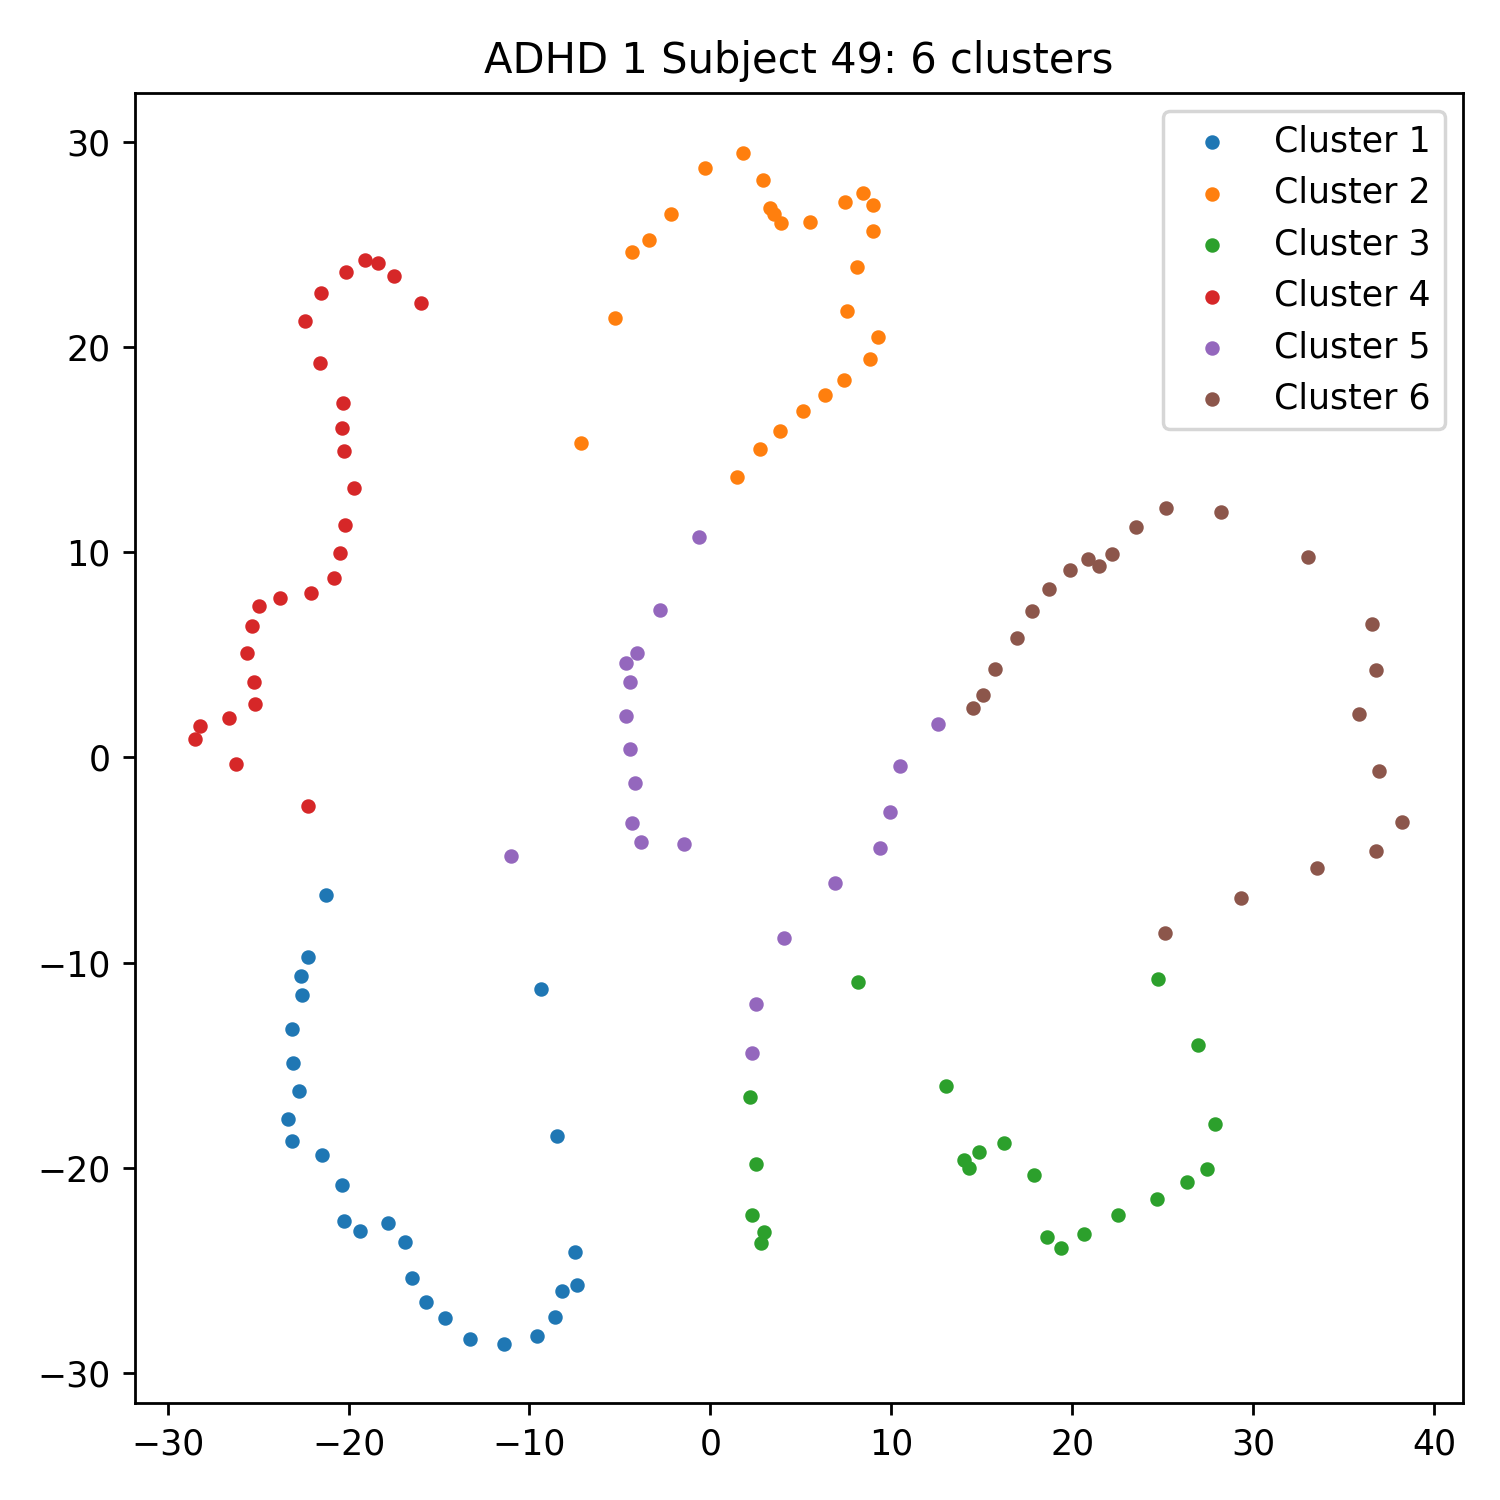 ADHD 1 Subject 49: 6 clusters
Cluster 1
Cluster 2
Cluster 3
Cluster 4
Cluster 5
Cluster 6
30
20
10
0
−10
−20
−30
−30 −20 −10 0 10 20 30 40